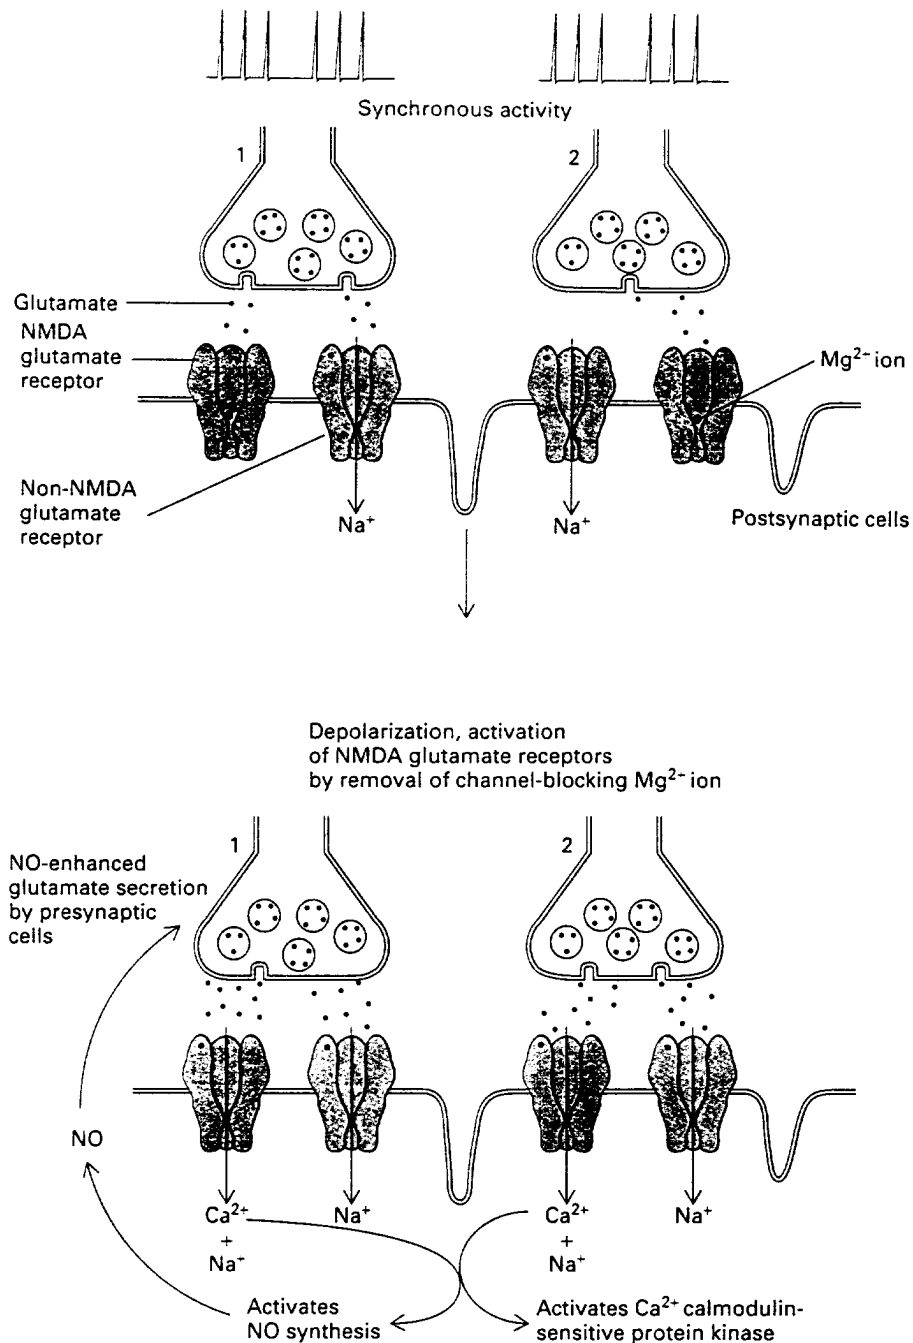 Synchronous activity
1
2
Glutamate
NMDA
glutamate
receptor
Mg²⁺ ion
Non-NMDA
glutamate
receptor
Na⁺
Na⁺
Postsynaptic cells
Depolarization, activation
of NMDA glutamate receptors
by removal of channel-blocking Mg²⁺ ion
1
2
NO-enhanced
glutamate secretion
by presynaptic
cells
NO
Ca²⁺
+
Na⁺
Na⁺
Ca²⁺
+
Na⁺
Na⁺
Activates
NO synthesis
Activates Ca²⁺ calmodulin-
sensitive protein kinase